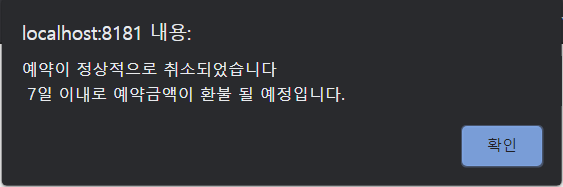 localhost:8181 내용:
예약이 정상적으로 취소되었습니다
7일 이내로 예약금액이 환불 될 예정입니다.
확인